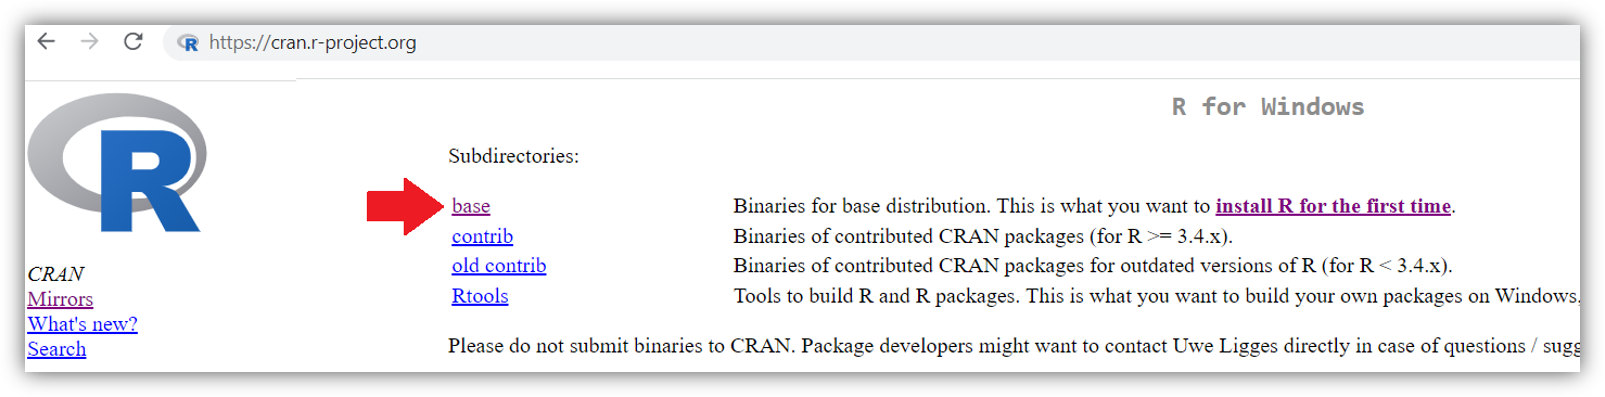 https://cran.r-project.org
R
R for Windows
Subdirectories:
base Binaries for base distribution. This is what you want to install R for the first time.
contrib Binaries of contributed CRAN packages (for R >= 3.4.x).
old contrib Binaries of contributed CRAN packages for outdated versions of R (for R < 3.4.x).
Rtools Tools to build R and R packages. This is what you want to build your own packages on Windows,
Please do not submit binaries to CRAN. Package developers might want to contact Uwe Ligges directly in case of questions / sugg
CRAN
Mirrors
What's new?
Search